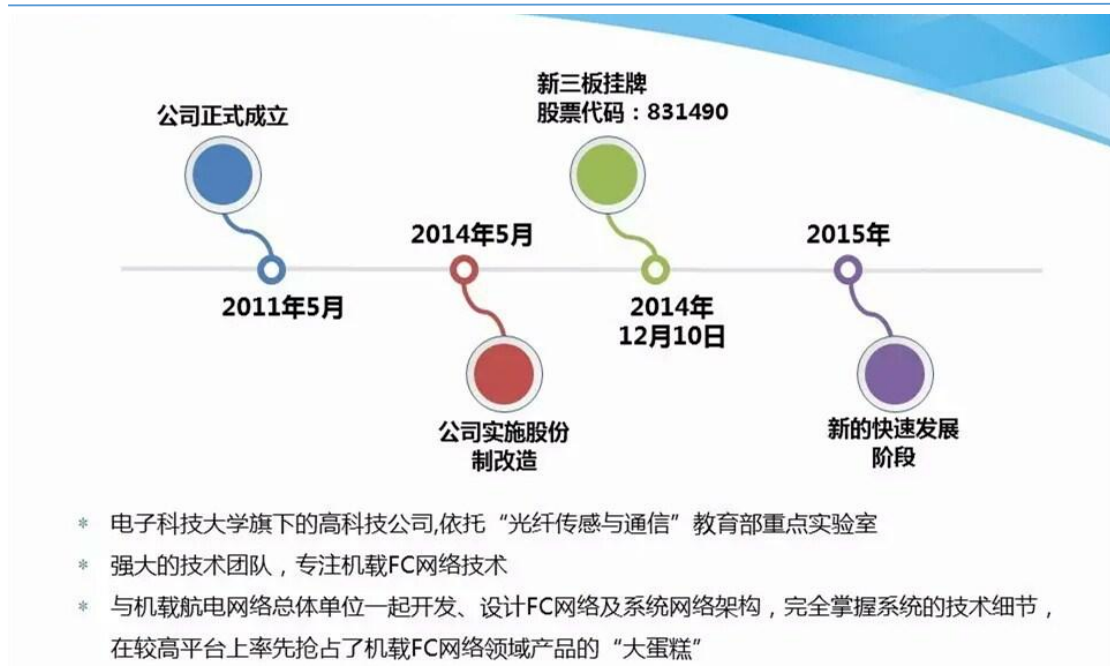 公司正式成立
新三板挂牌
股票代码：831490
2014年5月
2015年
2011年5月
2014年
12月10日
公司实施股份
制改造
新的快速发展
阶段
* 电子科技大学旗下的高科技公司,依托“光纤传感与通信”教育部重点实验室
* 强大的技术团队，专注机载FC网络技术
* 与机载航电网络总体单位一起开发、设计FC网络及系统网络架构，完全掌握系统的技术细节，
在较高平台上率先抢占了机载FC网络领域产品的“大蛋糕”